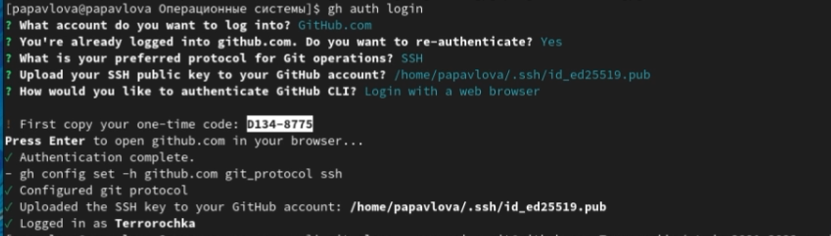 [papavlova@papavlova Операционные системы]$ gh auth login
? What account do you want to log into? GitHub.com
? You're already logged into github.com. Do you want to re-authenticate? Yes
? What is your preferred protocol for Git operations? SSH
? Upload your SSH public key to your GitHub account? /home/papavlova/.ssh/id_ed25519.pub
? How would you like to authenticate GitHub CLI? Login with a web browser
! First copy your one-time code: D134-8775
Press Enter to open github.com in your browser...
✓ Authentication complete.
- gh config set -h github.com git_protocol ssh
✓ Configured git protocol
✓ Uploaded the SSH key to your GitHub account: /home/papavlova/.ssh/id_ed25519.pub
✓ Logged in as Terrorochka